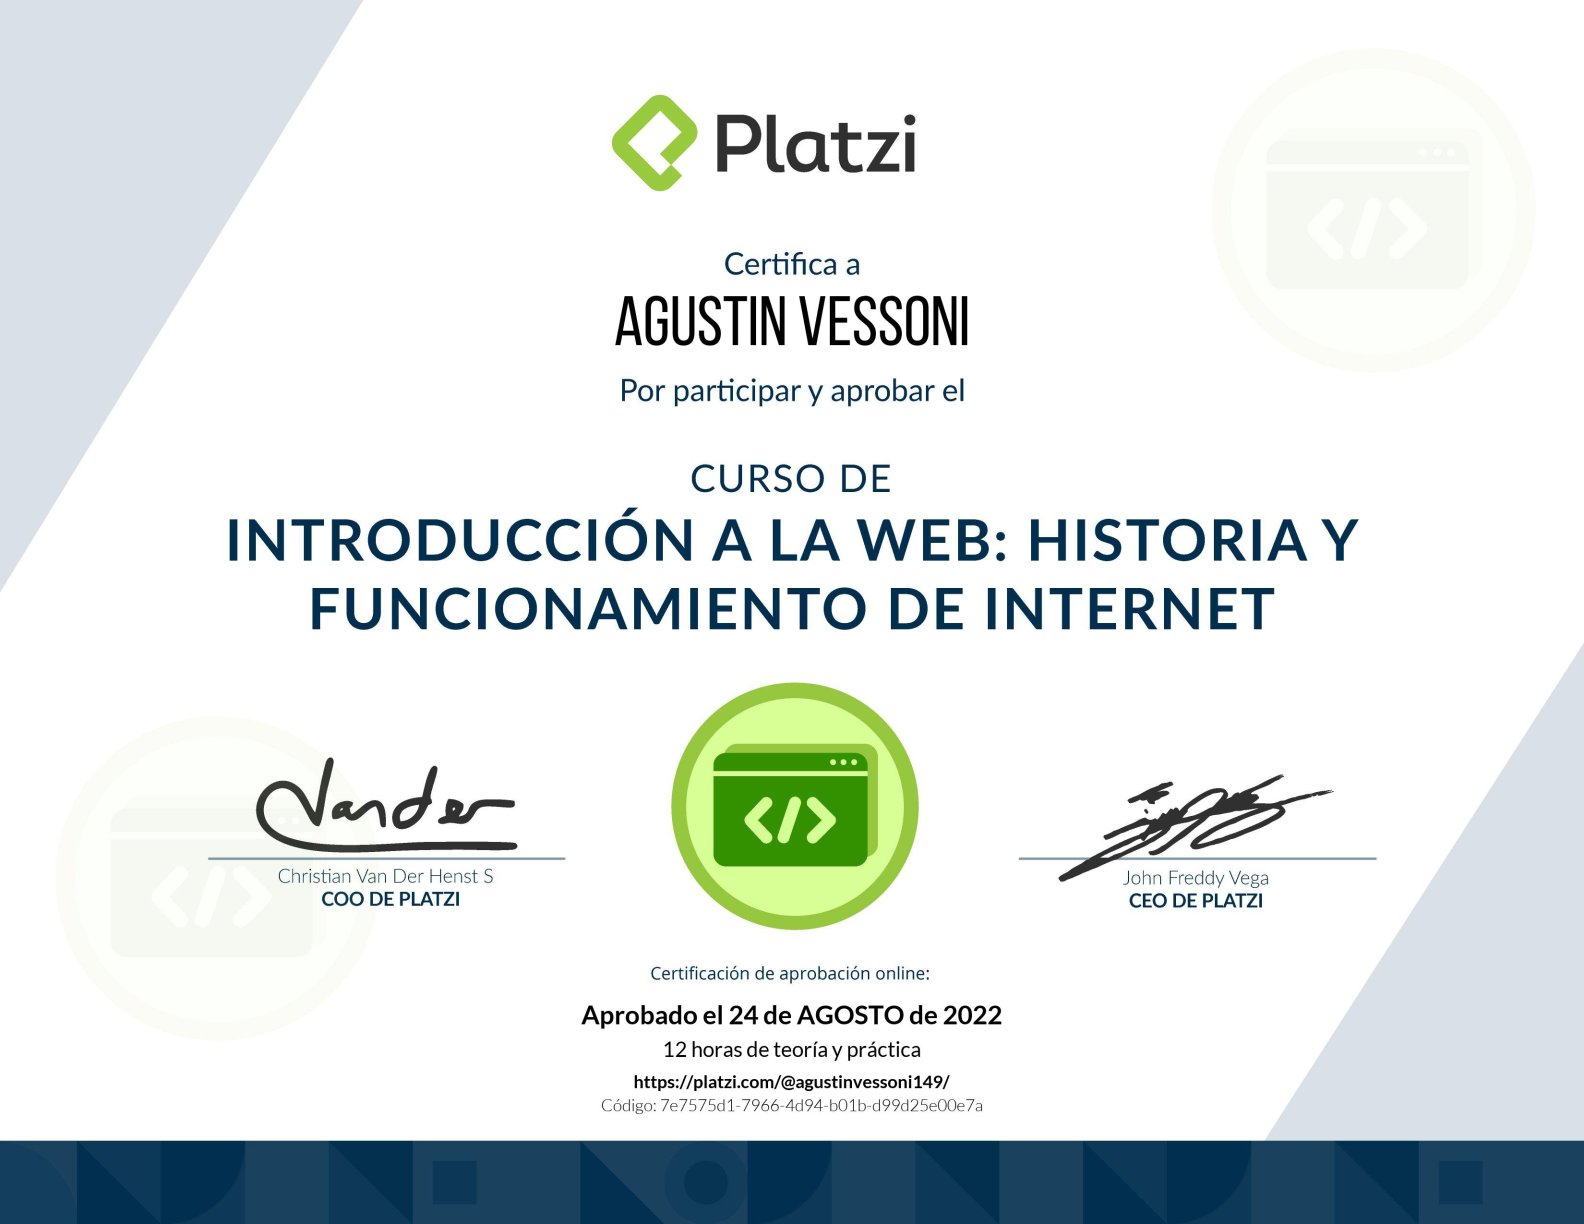 Platzi
Certifica a
AGUSTIN VESSONI
Por participar y aprobar el
CURSO DE
INTRODUCCIÓN A LA WEB: HISTORIA Y
FUNCIONAMIENTO DE INTERNET
Vander
Christian Van Der Henst S
COO DE PLATZI
John Freddy Vega
CEO DE PLATZI
Certificación de aprobación online:
Aprobado el 24 de AGOSTO de 2022
12 horas de teoría y práctica
https://platzi.com/@agustinvessoni149/
Código: 7e7575d1-7966-4d94-b01b-d99d25e00e7a